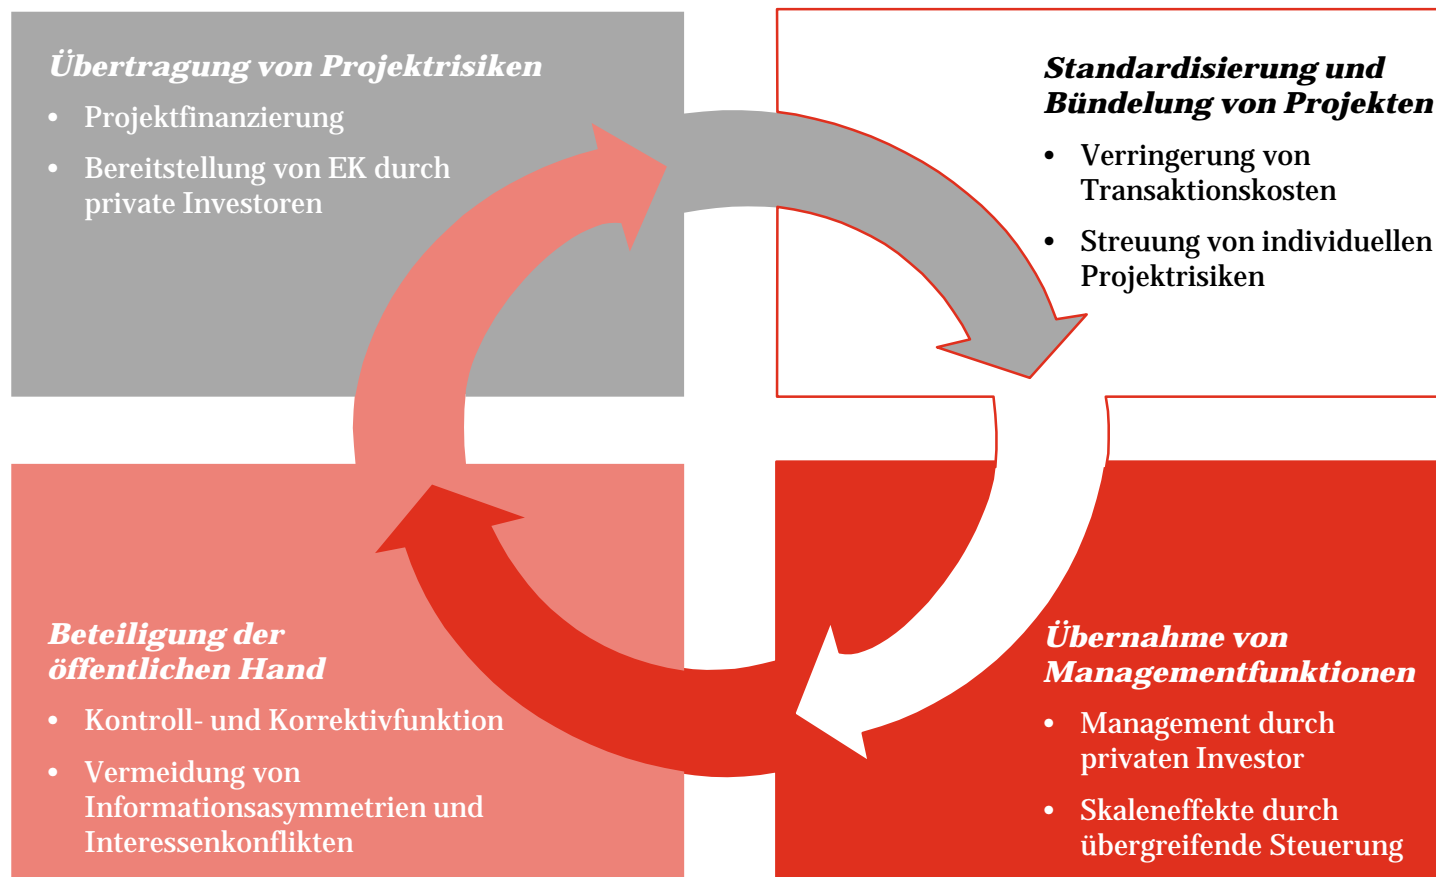 Übertragung von Projektrisiken
• Projektfinanzierung
• Bereitstellung von EK durch
private Investoren
Standardisierung und
Bündelung von Projekten
• Verringerung von
Transaktionskosten
• Streuung von individuellen
Projektrisiken
Beteiligung der
öffentlichen Hand
• Kontroll- und Korrektivfunktion
• Vermeidung von
Informationsasymmetrien und
Interessenkonflikten
Übernahme von
Managementfunktionen
• Management durch
privaten Investor
• Skaleneffekte durch
übergreifende Steuerung